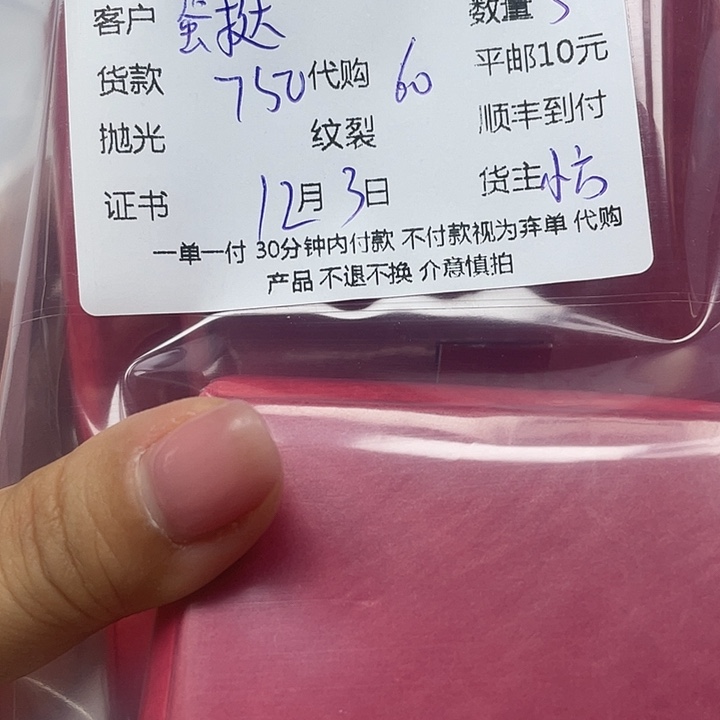 客户 蛋挞 数量
货款 750 代购 60 平邮10元
抛光 纹裂 顺丰到付
证书 12月3日 货主
一单一付 30分钟内付款 不付款视为弃单 代购
产品 不退不换 介意慎拍